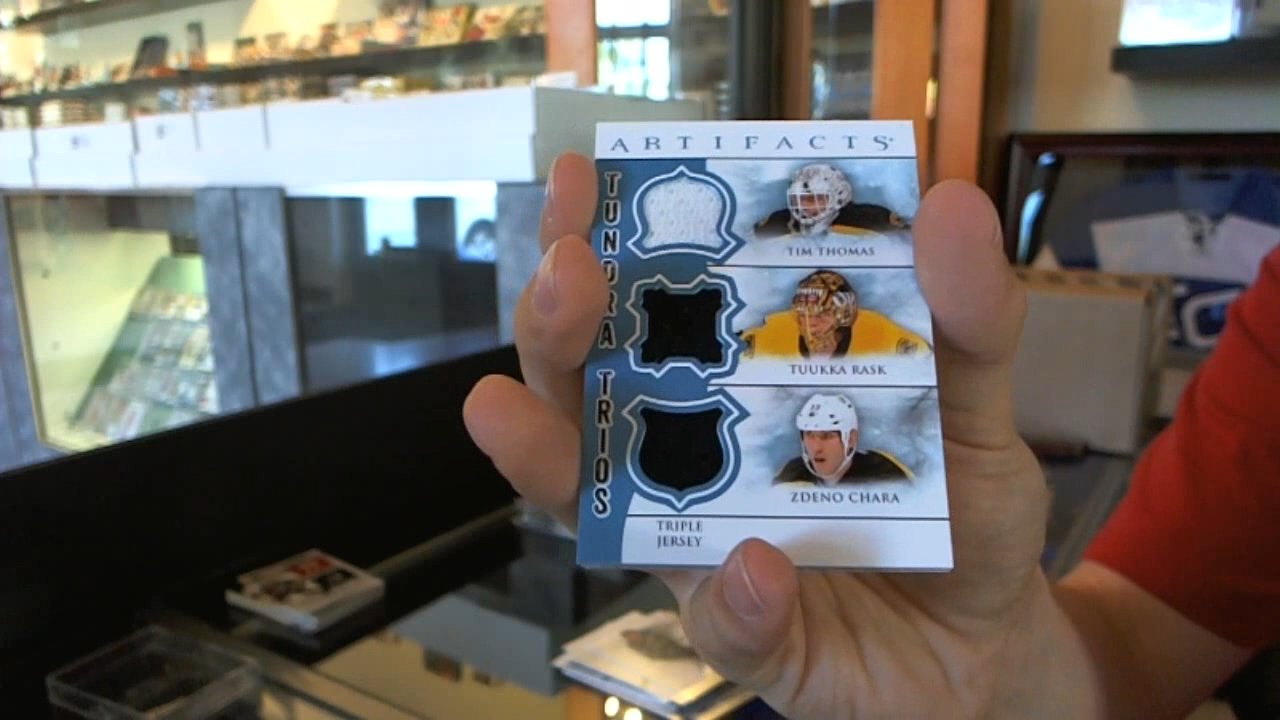 ARTIFACTS
TUNDRA TRIOS
TIM THOMAS
TUUKKA RASK
ZDENO CHARA
TRIPLE
JERSEY